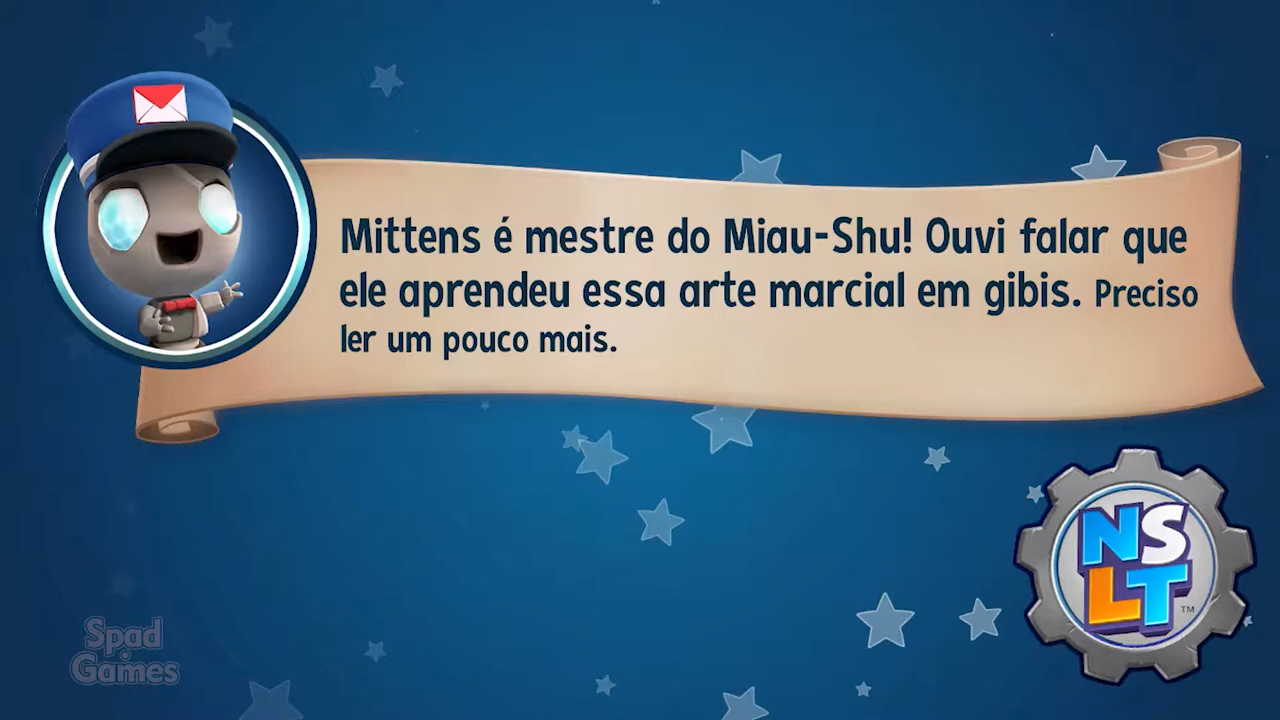 Mittens é mestre do Miau-Shu! Ouvi falar que
ele aprendeu essa arte marcial em gibis. Preciso
ler um pouco mais.
NS
LT
TM
Spad
Games